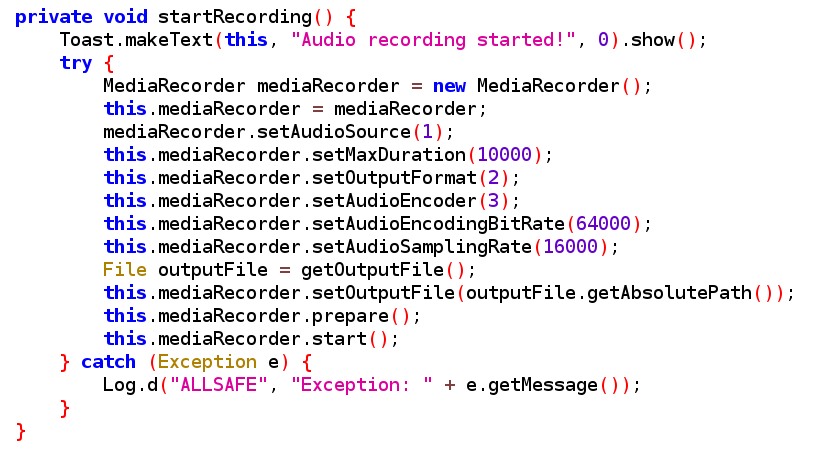 private void startRecording() {
    Toast.makeText(this, "Audio recording started!", 0).show();
    try {
        MediaRecorder mediaRecorder = new MediaRecorder();
        this.mediaRecorder = mediaRecorder;
        mediaRecorder.setAudioSource(1);
        this.mediaRecorder.setMaxDuration(10000);
        this.mediaRecorder.setOutputFormat(2);
        this.mediaRecorder.setAudioEncoder(3);
        this.mediaRecorder.setAudioEncodingBitRate(64000);
        this.mediaRecorder.setAudioSamplingRate(16000);
        File outputFile = getOutputFile();
        this.mediaRecorder.setOutputFile(outputFile.getAbsolutePath());
        this.mediaRecorder.prepare();
        this.mediaRecorder.start();
    } catch (Exception e) {
        Log.d("ALLSAFE", "Exception: " + e.getMessage());
    }
}